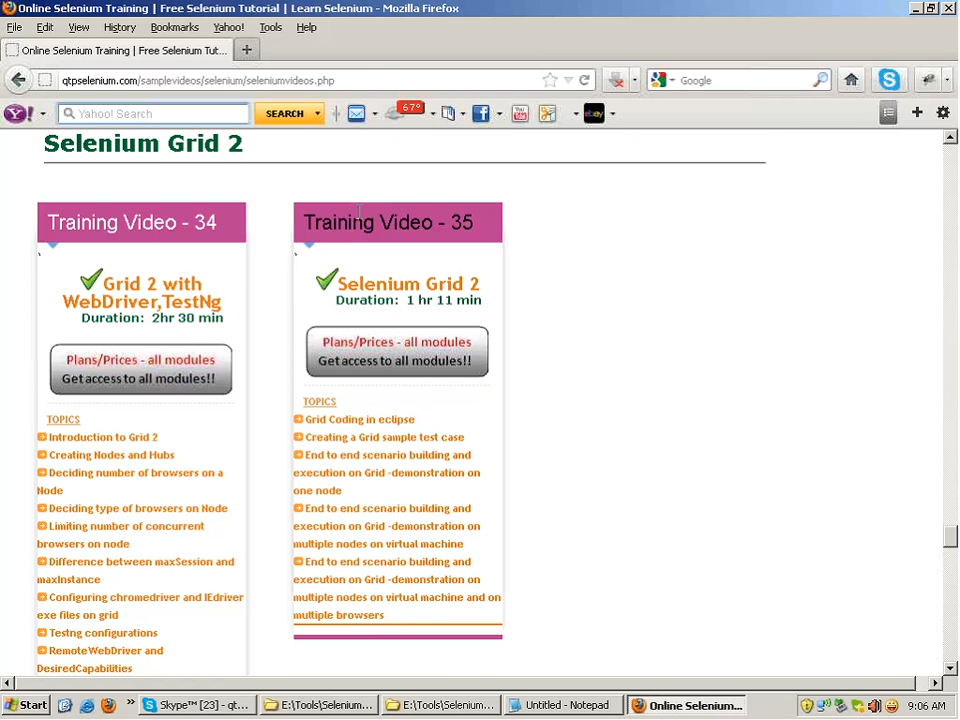 Online Selenium Training | Free Selenium Tutorial | Learn Selenium - Mozilla Firefox
File Edit View History Bookmarks Yahoo! Tools Help
Online Selenium Training | Free Selenium Tut...
qtpselenium.com/samplevideos/selenium/seleniumvideos.php
Google
Yahoo! Search
SEARCH
67°
Selenium Grid 2
Training Video - 34
Grid 2 with
WebDriver,TestNg
Duration: 2hr 30 min
Plans/Prices - all modules
Get access to all modules!!
TOPICS
Introduction to Grid 2
Creating Nodes and Hubs
Deciding number of browsers on a
Node
Deciding type of browsers on Node
Limiting number of concurrent
browsers on node
Difference between maxSession and
maxInstance
Configuring chromedriver and IEdriver
exe files on grid
Testng configurations
RemoteWebDriver and
DesiredCapabilities
Training Video - 35
Selenium Grid 2
Duration: 1 hr 11 min
Plans/Prices - all modules
Get access to all modules!!
TOPICS
Grid Coding in eclipse
Creating a Grid sample test case
End to end scenario building and
execution on Grid -demonstration on
one node
End to end scenario building and
execution on Grid -demonstration on
multiple nodes on virtual machine
End to end scenario building and
execution on Grid -demonstration on
multiple nodes on virtual machine and on
multiple browsers
Start
Skype™ [23] - qt...
E:\Tools\Selenium...
E:\Tools\Selenium...
Untitled - Notepad
Online Selenium...
9:06 AM